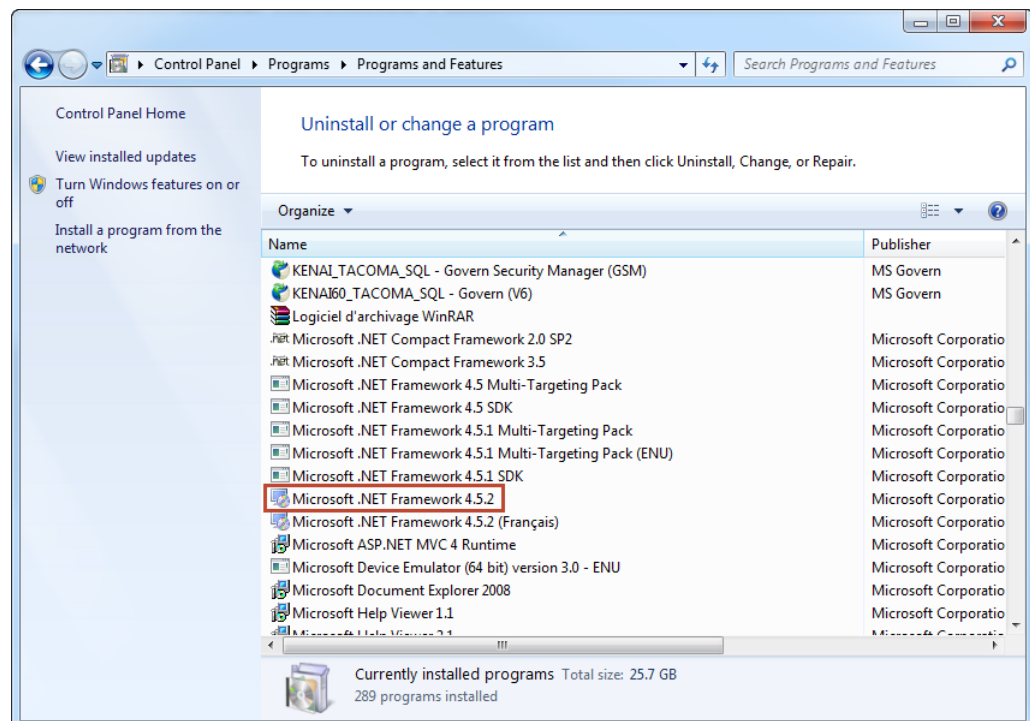 Control Panel ▸ Programs ▸ Programs and Features
Search Programs and Features
Control Panel Home
View installed updates
Turn Windows features on or
off
Install a program from the
network
Uninstall or change a program
To uninstall a program, select it from the list and then click Uninstall, Change, or Repair.
Organize
Name Publisher
KENAI_TACOMA_SQL - Govern Security Manager (GSM) MS Govern
KENAI60_TACOMA_SQL - Govern (V6) MS Govern
Logiciel d'archivage WinRAR
Microsoft .NET Compact Framework 2.0 SP2 Microsoft Corporatio
Microsoft .NET Compact Framework 3.5 Microsoft Corporatio
Microsoft .NET Framework 4.5 Multi-Targeting Pack Microsoft Corporatio
Microsoft .NET Framework 4.5 SDK Microsoft Corporatio
Microsoft .NET Framework 4.5.1 Multi-Targeting Pack Microsoft Corporatio
Microsoft .NET Framework 4.5.1 Multi-Targeting Pack (ENU) Microsoft Corporatio
Microsoft .NET Framework 4.5.1 SDK Microsoft Corporatio
Microsoft .NET Framework 4.5.2 Microsoft Corporatio
Microsoft .NET Framework 4.5.2 (Français) Microsoft Corporatio
Microsoft ASP.NET MVC 4 Runtime Microsoft Corporatio
Microsoft Device Emulator (64 bit) version 3.0 - ENU Microsoft Corporatio
Microsoft Document Explorer 2008 Microsoft Corporatio
Microsoft Help Viewer 1.1 Microsoft Corporatio
Microsoft Help Viewer 2.1 Microsoft Corporatio
Currently installed programs Total size: 25.7 GB
289 programs installed